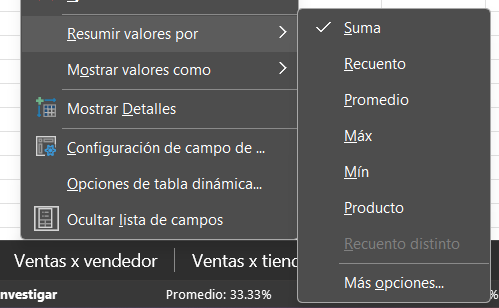 Resumir valores por
Mostrar valores como
Mostrar Detalles
Configuración de campo de ...
Opciones de tabla dinámica...
Ocultar lista de campos
Suma
Recuento
Promedio
Máx
Mín
Producto
Recuento distinto
Más opciones...
Ventas x vendedor
Ventas x tienc
nvestigar
Promedio: 33.33%
%